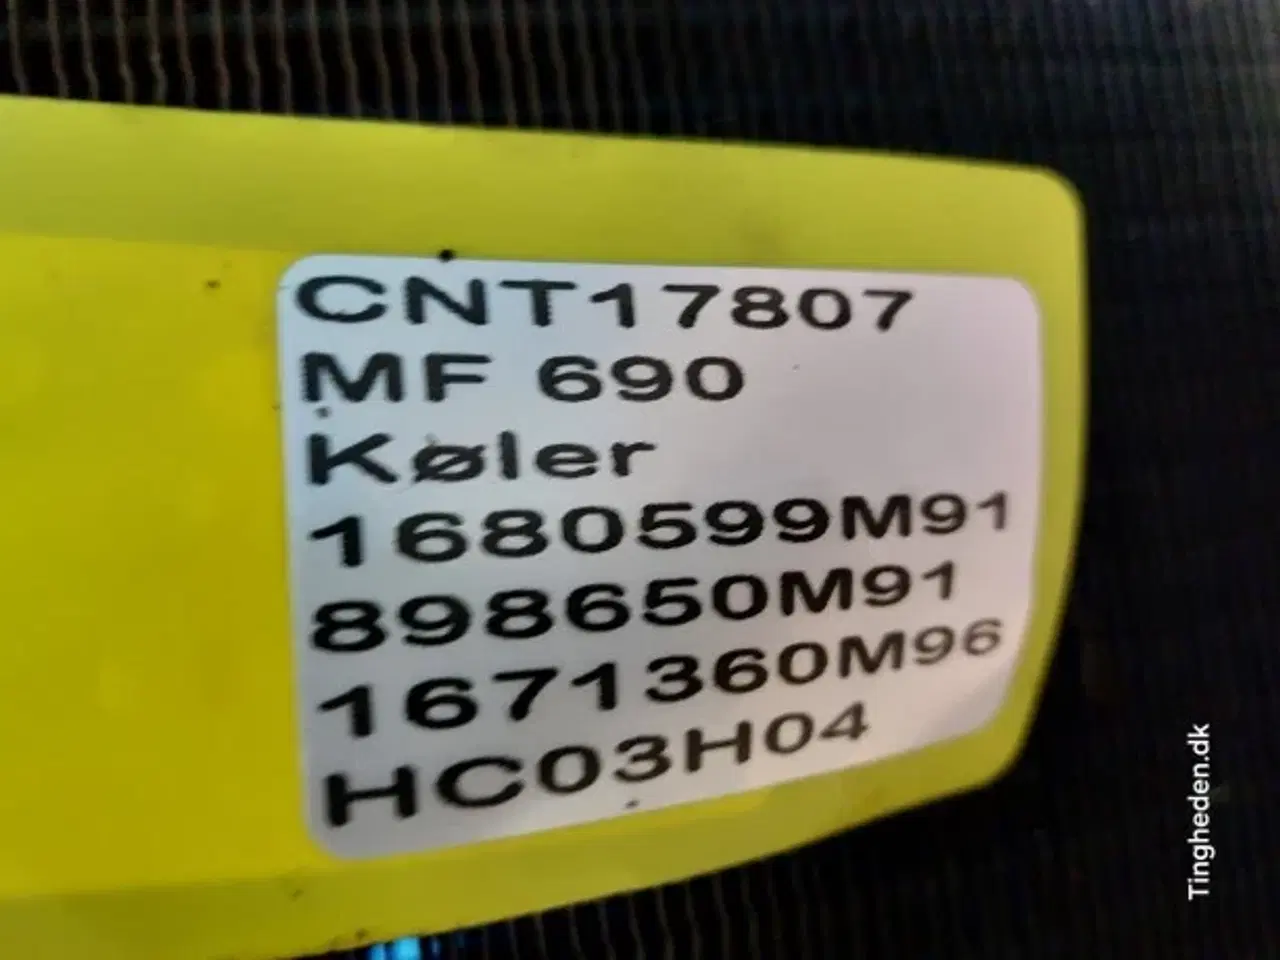 CNT17807
MF 690
Køler
1680599M91
898650M91
1671360M96
HC03H04
Tingheden.dk